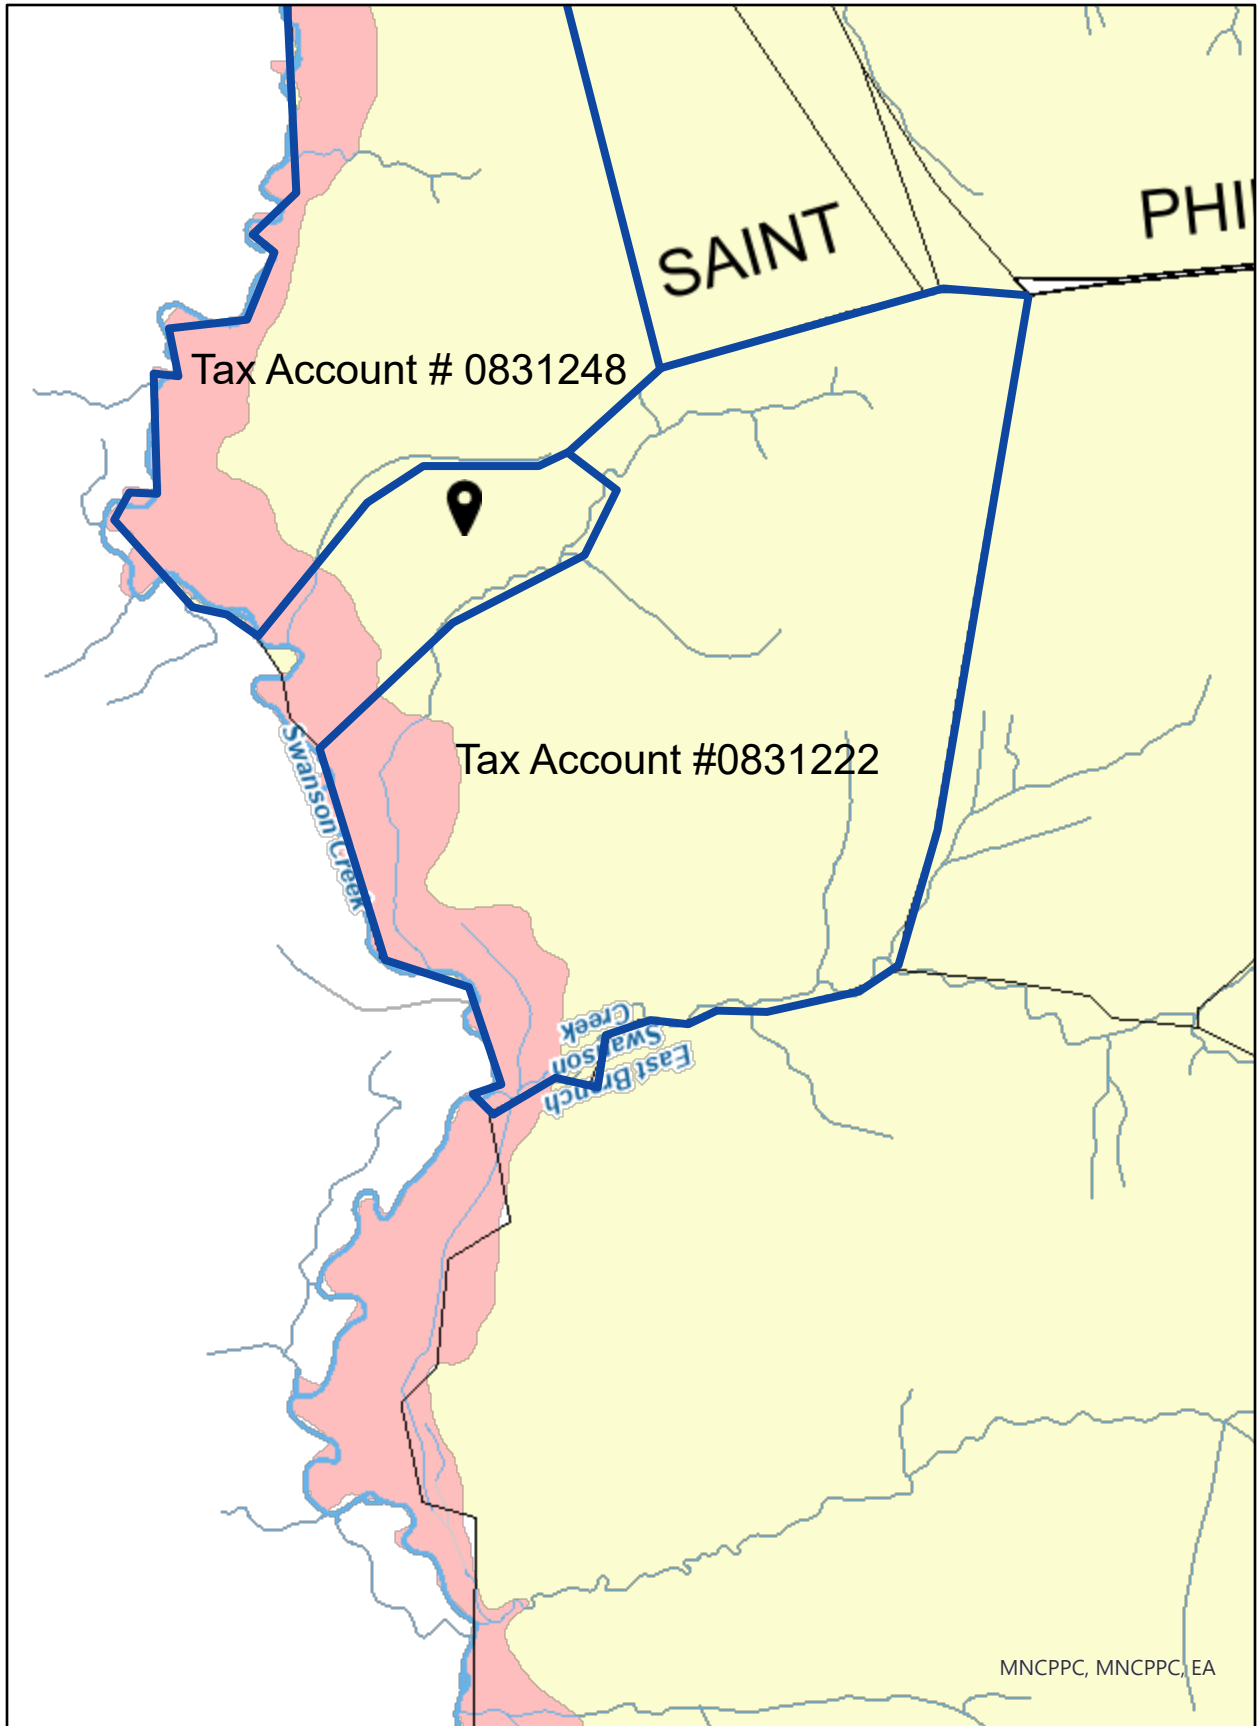 SAINT
PHI
Tax Account # 0831248
Swanson Creek
Tax Account #0831222
East Branch
Swanson
Creek
MNCPPC, MNCPPC, EA